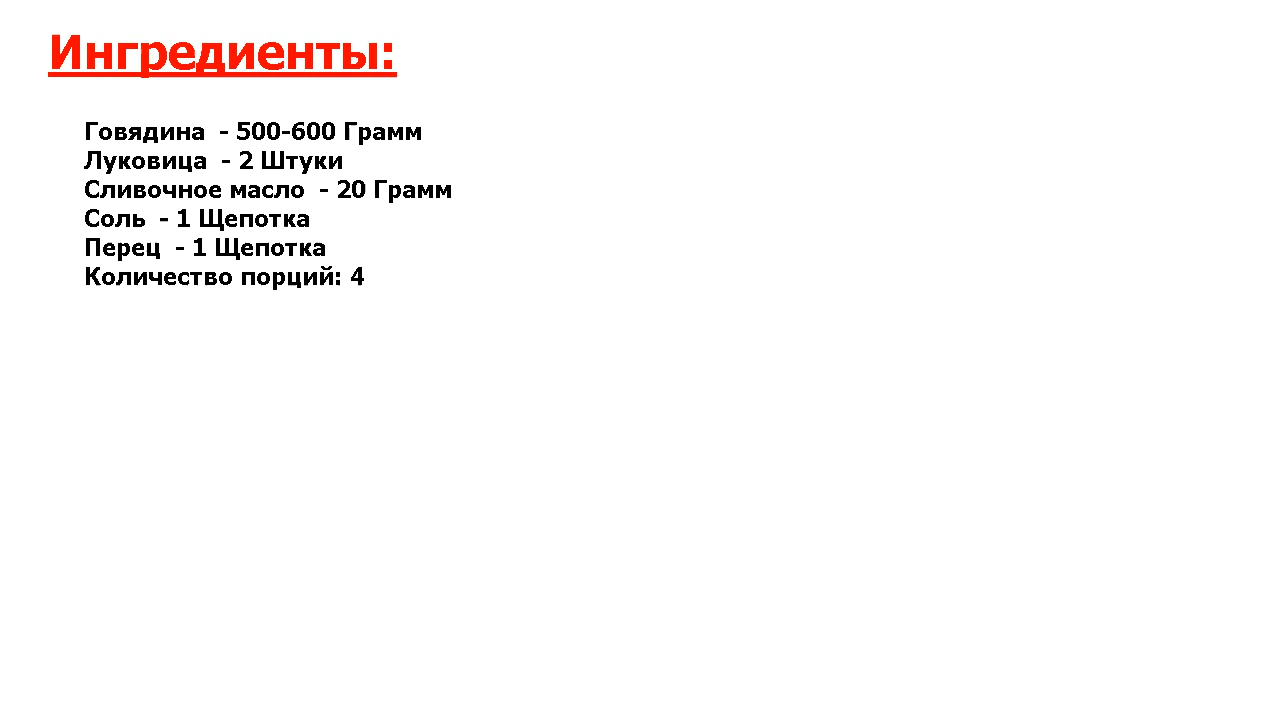 Ингредиенты:
Говядина  - 500-600 Грамм
Луковица  - 2 Штуки
Сливочное масло  - 20 Грамм
Соль  - 1 Щепотка
Перец  - 1 Щепотка
Количество порций: 4